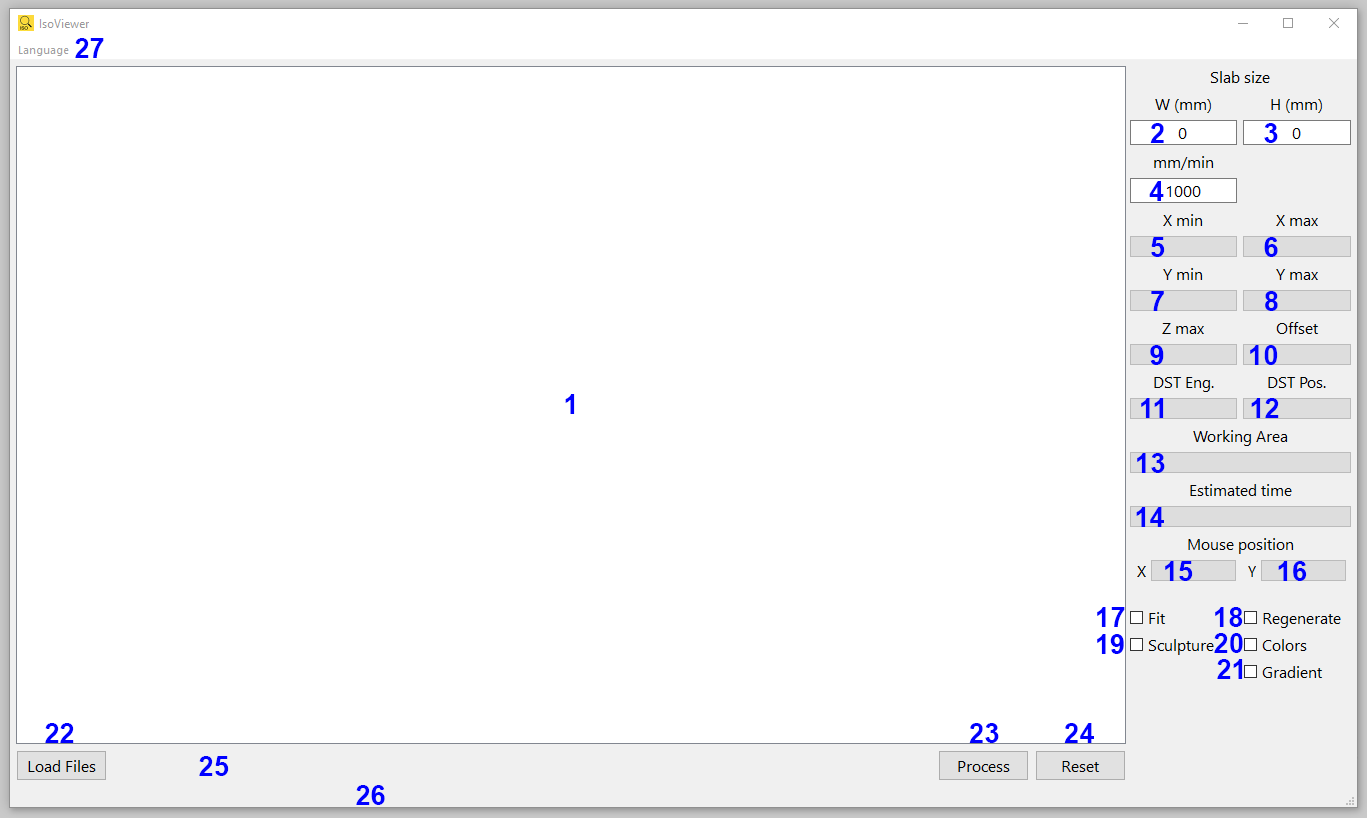 IsoViewer
Language 27
Slab size
W (mm) H (mm)
2 0 3 0
mm/min
4 1000
X min X max
5 6
Y min Y max
7 8
Z max Offset
9 10
DST Eng. DST Pos.
11 12
Working Area
13
Estimated time
14
Mouse position
X 15 Y 16
1
17 Fit 18 Regenerate
19 Sculpture 20 Colors
21 Gradient
22 23 24
Load Files 25 Process Reset
26